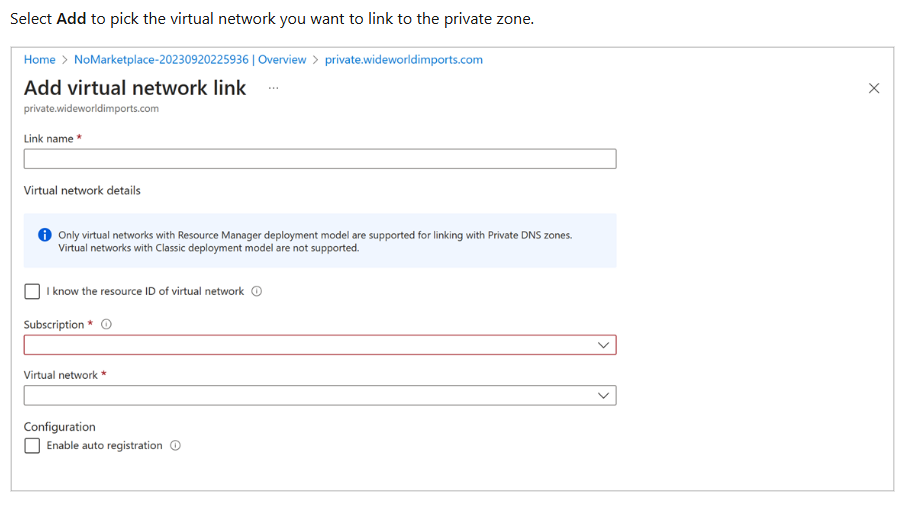 Select Add to pick the virtual network you want to link to the private zone.
Home > NoMarketplace-20230920225936 | Overview > private.wideworldimports.com
Add virtual network link ...
private.wideworldimports.com
Link name *
Virtual network details
Only virtual networks with Resource Manager deployment model are supported for linking with Private DNS zones.
Virtual networks with Classic deployment model are not supported.
I know the resource ID of virtual network
Subscription *
Virtual network *
Configuration
Enable auto registration